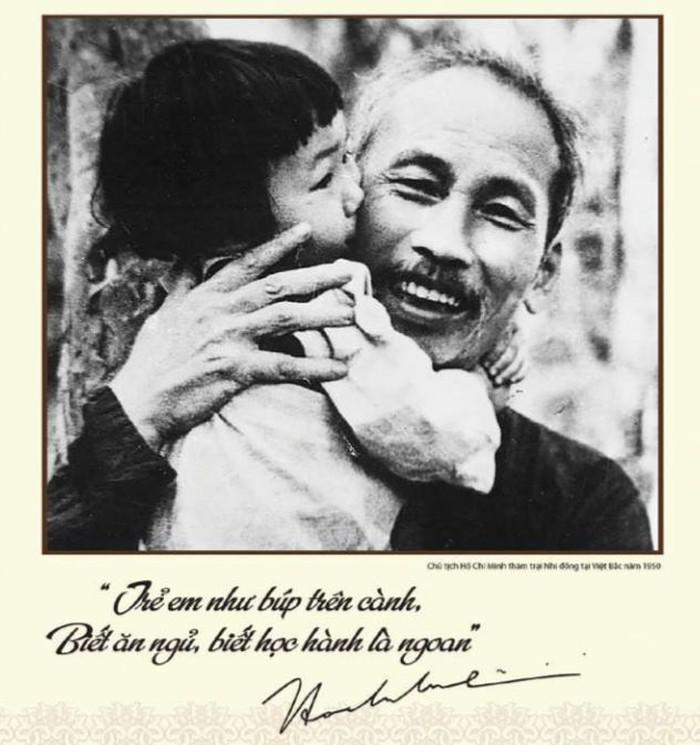 Chủ tịch Hồ Chí Minh thăm trại Nhi đồng tại Việt Bắc năm 1950
“Trẻ em như búp trên cành,
Biết ăn ngủ, biết học hành là ngoan”